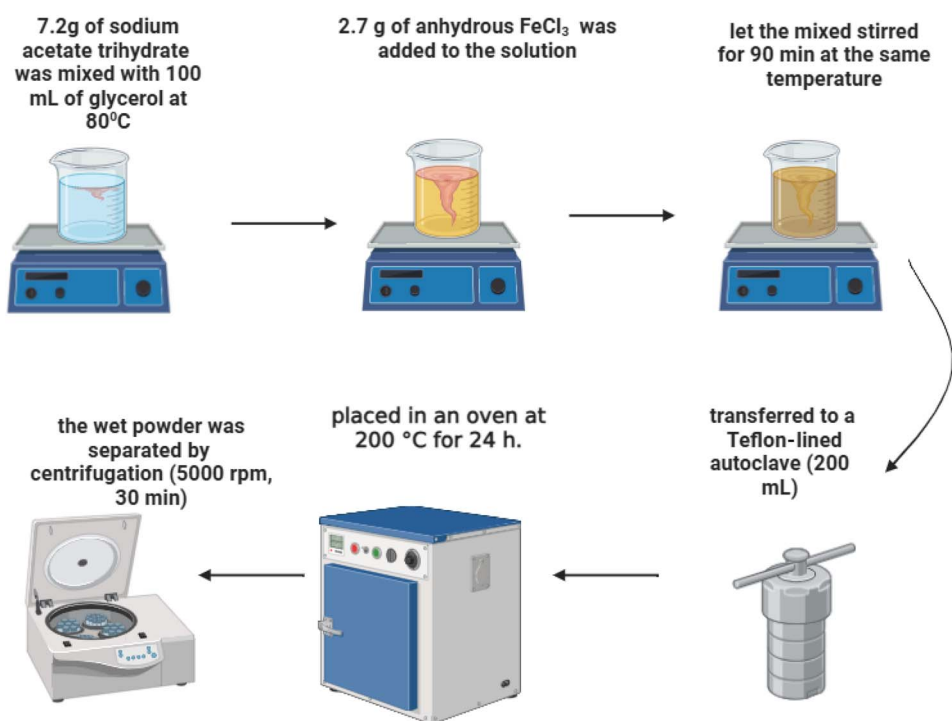 7.2g of sodium
acetate trihydrate
was mixed with 100
mL of glycerol at
80⁰C
2.7 g of anhydrous FeCl₃ was
added to the solution
let the mixed stirred
for 90 min at the same
temperature
transferred to a
Teflon-lined
autoclave (200
mL)
placed in an oven at
200 °C for 24 h.
the wet powder was
separated by
centrifugation (5000 rpm,
30 min)